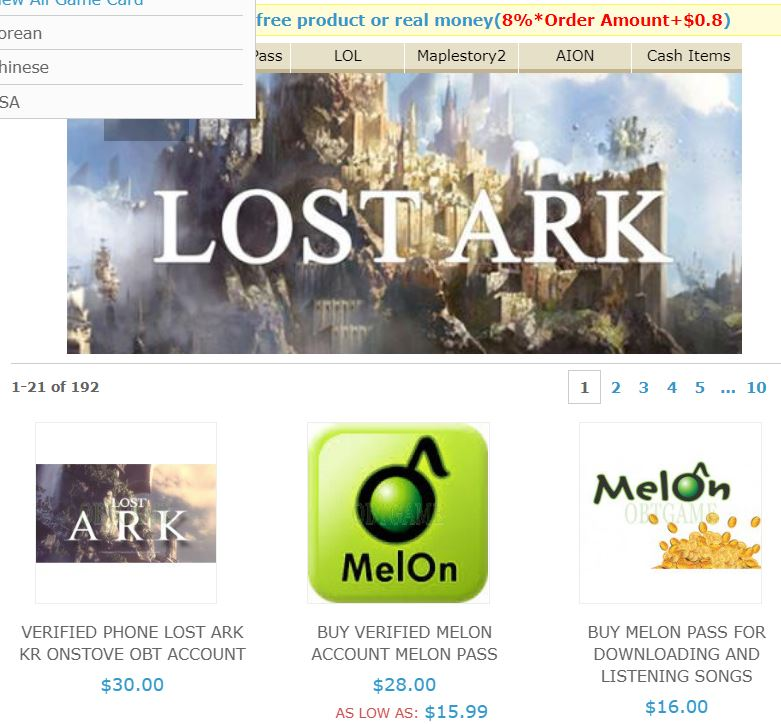 iew All Game Card
free product or real money(8%*Order Amount+$0.8)
orean
hinese
SA
Pass
LOL
Maplestory2
AION
Cash Items
LOST ARK
1-21 of 192
1 2 3 4 5 ... 10
LOST
ARK
OBTGAME
MelOn
OBTGAME
MelOn
OBTGAME
VERIFIED PHONE LOST ARK
KR ONSTOVE OBT ACCOUNT
$30.00
BUY VERIFIED MELON
ACCOUNT MELON PASS
$28.00
AS LOW AS: $15.99
BUY MELON PASS FOR
DOWNLOADING AND
LISTENING SONGS
$16.00